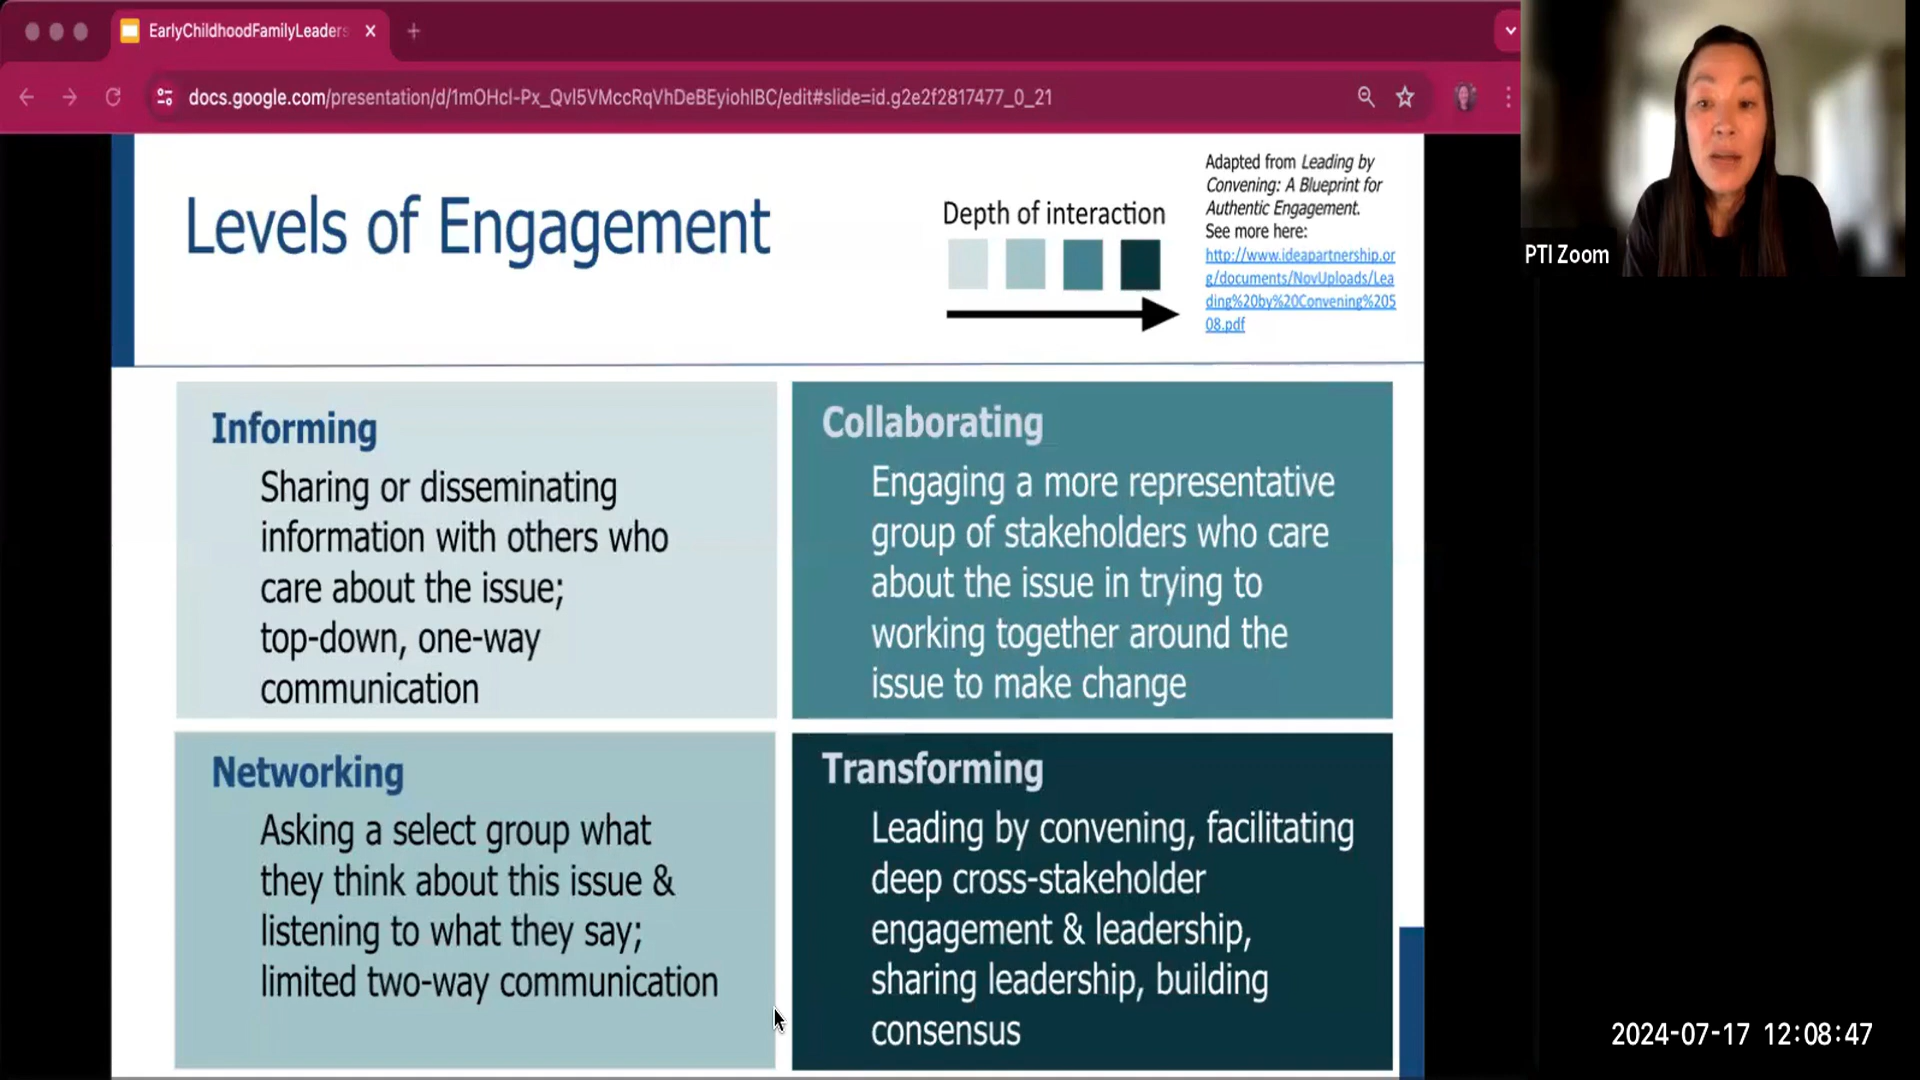 EarlyChildhoodFamilyLeaders
docs.google.com/presentation/d/1mOHcl-Px_Qvl5VMccRqVhDeBEyiohIBC/edit#slide=id.g2e2f2817477_0_21
Levels of Engagement
Depth of interaction
Adapted from Leading by
Convening: A Blueprint for
Authentic Engagement.
See more here:
http://www.ideapartnership.or
g/documents/NovUploads/Lea
ding%20by%20Convening%205
08.pdf
PTI Zoom
Informing
Sharing or disseminating
information with others who
care about the issue;
top-down, one-way
communication
Collaborating
Engaging a more representative
group of stakeholders who care
about the issue in trying to
working together around the
issue to make change
Networking
Asking a select group what
they think about this issue &
listening to what they say;
limited two-way communication
Transforming
Leading by convening, facilitating
deep cross-stakeholder
engagement & leadership,
sharing leadership, building
consensus
2024-07-17 12:08:47